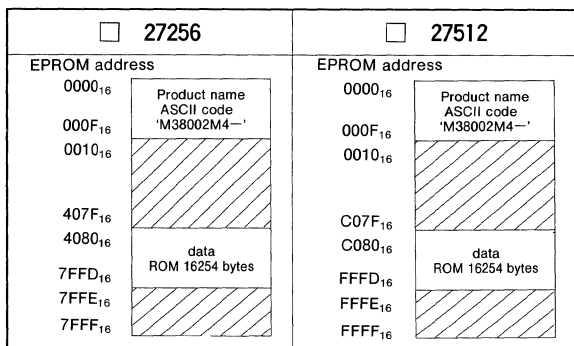 ☐ 27256
☐ 27512
EPROM address
0000₁₆
000F₁₆
0010₁₆
407F₁₆
4080₁₆
7FFD₁₆
7FFE₁₆
7FFF₁₆
Product name
ASCII code
'M38002M4—'
data
ROM 16254 bytes
EPROM address
0000₁₆
000F₁₆
0010₁₆
C07F₁₆
C080₁₆
FFFD₁₆
FFFE₁₆
FFFF₁₆
Product name
ASCII code
'M38002M4—'
data
ROM 16254 bytes